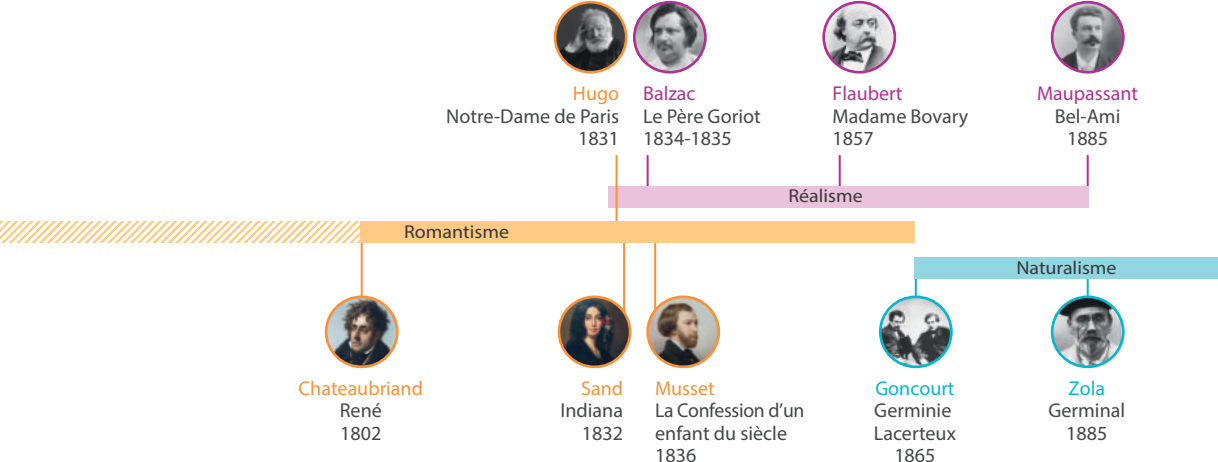 Hugo
Notre-Dame de Paris
1831
Balzac
Le Père Goriot
1834-1835
Flaubert
Madame Bovary
1857
Maupassant
Bel-Ami
1885
Réalisme
Romantisme
Naturalisme
Chateaubriand
René
1802
Sand
Indiana
1832
Musset
La Confession d’un
enfant du siècle
1836
Goncourt
Germinie
Lacerteux
1865
Zola
Germinal
1885